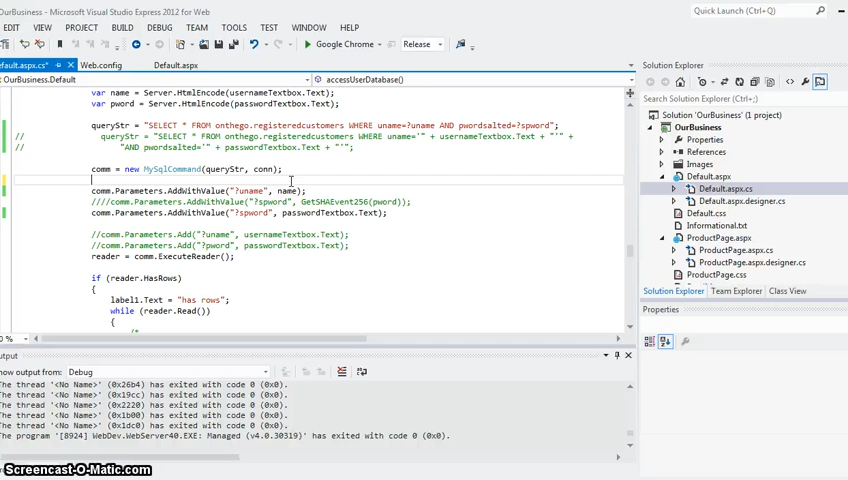 OurBusiness - Microsoft Visual Studio Express 2012 for Web
Quick Launch (Ctrl+Q)
EDIT VIEW PROJECT BUILD DEBUG TEAM TOOLS TEST WINDOW HELP
Google Chrome Release
efault.aspx.cs* Web.config Default.aspx
OurBusiness.Default accessUserDatabase()
var name = Server.HtmlEncode(usernameTextbox.Text);
var pword = Server.HtmlEncode(passwordTextbox.Text);
queryStr = "SELECT * FROM onthego.registeredcustomers WHERE uname=?uname AND pwordsalted=?spword";
// queryStr = "SELECT * FROM onthego.registeredcustomers WHERE uname='" + usernameTextbox.Text + "'" +
// "AND pwordsalted='" + passwordTextbox.Text + "'";
comm = new MySqlCommand(queryStr, conn);
comm.Parameters.AddWithValue("?uname", name);
////comm.Parameters.AddWithValue("?spword", GetSHAEvent256(pword));
comm.Parameters.AddWithValue("?spword", passwordTextbox.Text);
//comm.Parameters.Add("?uname", usernameTextbox.Text);
//comm.Parameters.Add("?pword", passwordTextbox.Text);
reader = comm.ExecuteReader();
if (reader.HasRows)
{
label1.Text = "has rows";
while (reader.Read())
{
/*
0 %
Solution Explorer
Search Solution Explorer (Ctrl+;)
Solution 'OurBusiness' (1 project)
OurBusiness
Properties
References
Images
Default.aspx
Default.aspx.cs
Default.aspx.designer.cs
Default.css
Informational.txt
ProductPage.aspx
ProductPage.aspx.cs
ProductPage.aspx.designer.cs
ProductPage.css
Solution Explorer Team Explorer Class View
Properties
utput
how output from: Debug
The thread '<No Name>' (0x26b4) has exited with code 0 (0x0).
The thread '<No Name>' (0x19cc) has exited with code 0 (0x0).
The thread '<No Name>' (0x2220) has exited with code 0 (0x0).
The thread '<No Name>' (0x1b00) has exited with code 0 (0x0).
The thread '<No Name>' (0x1dc0) has exited with code 0 (0x0).
The program '[8924] WebDev.WebServer40.EXE: Managed (v4.0.30319)' has exited with code 0 (0x0).
Screencast-O-Matic.com